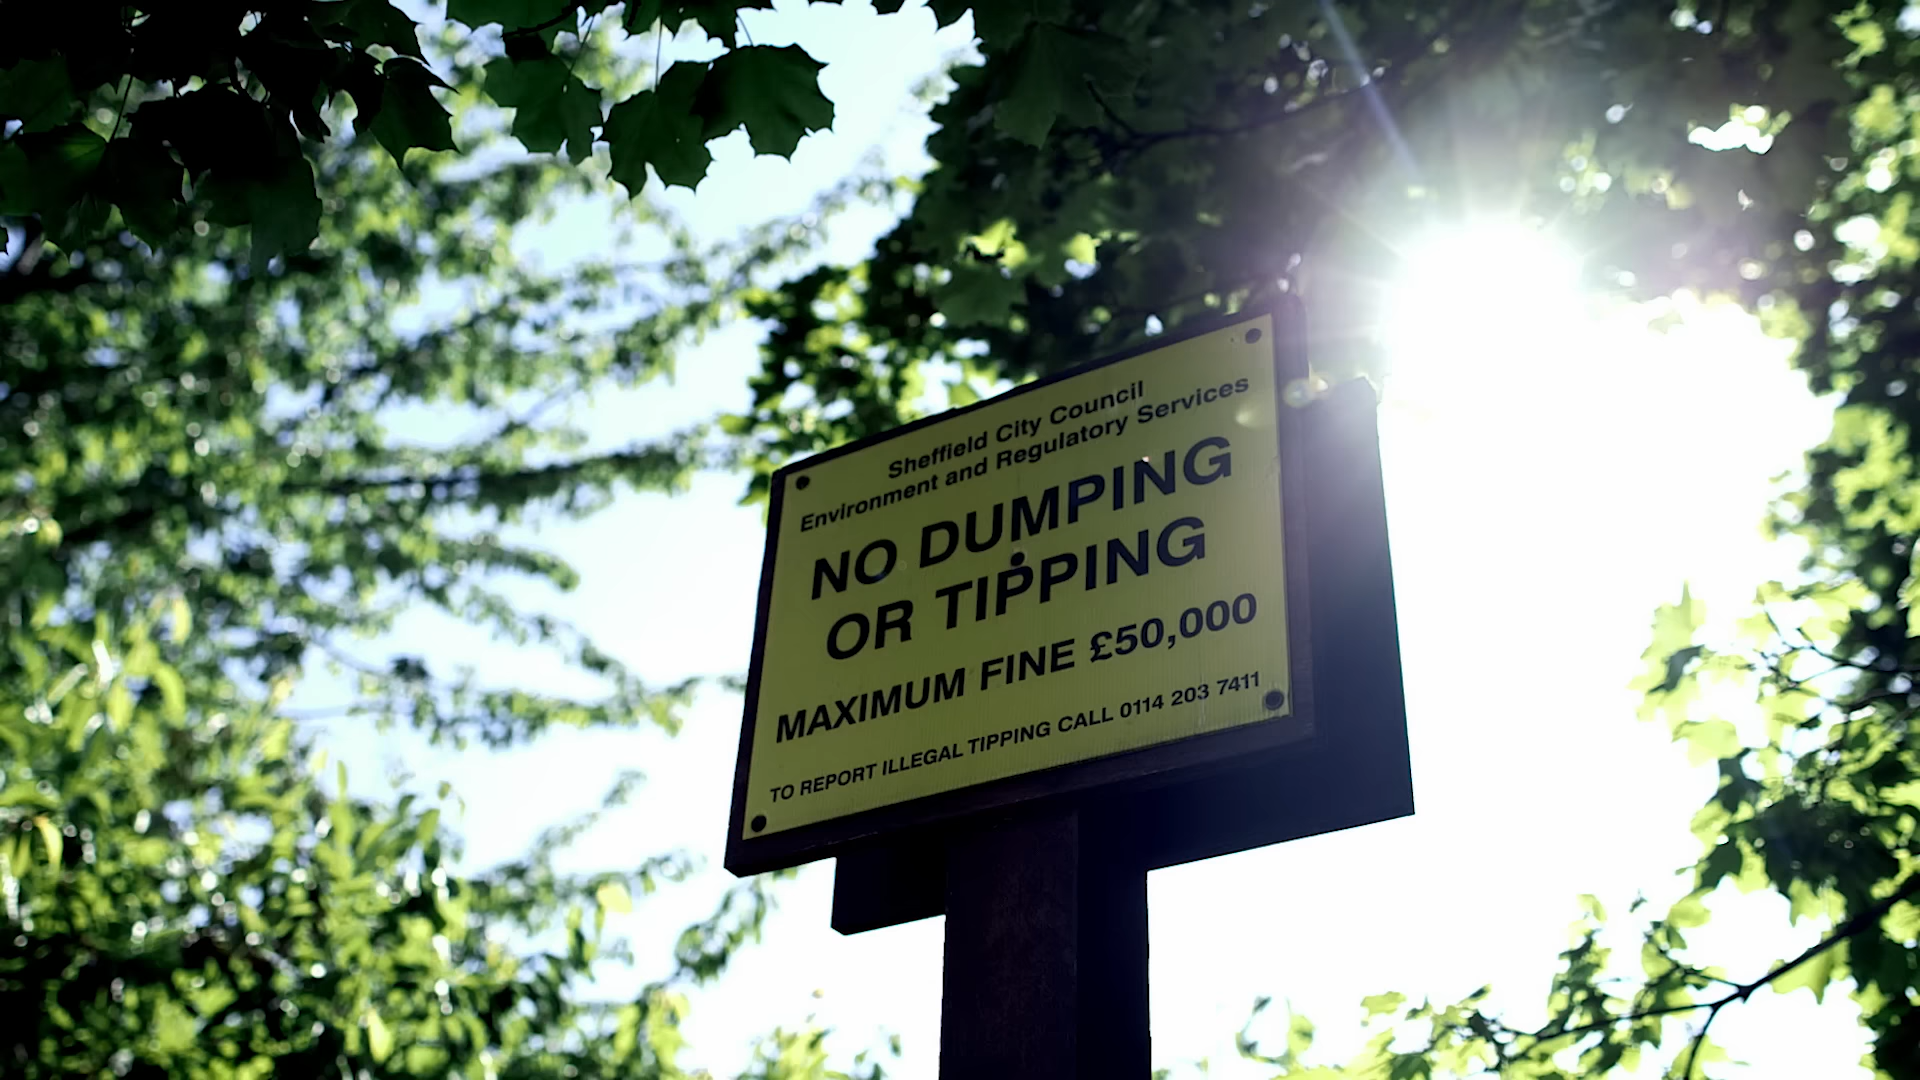 Sheffield City Council
Environment and Regulatory Services
NO DUMPING
OR TIPPING
MAXIMUM FINE £50,000
TO REPORT ILLEGAL TIPPING CALL 0114 203 7411